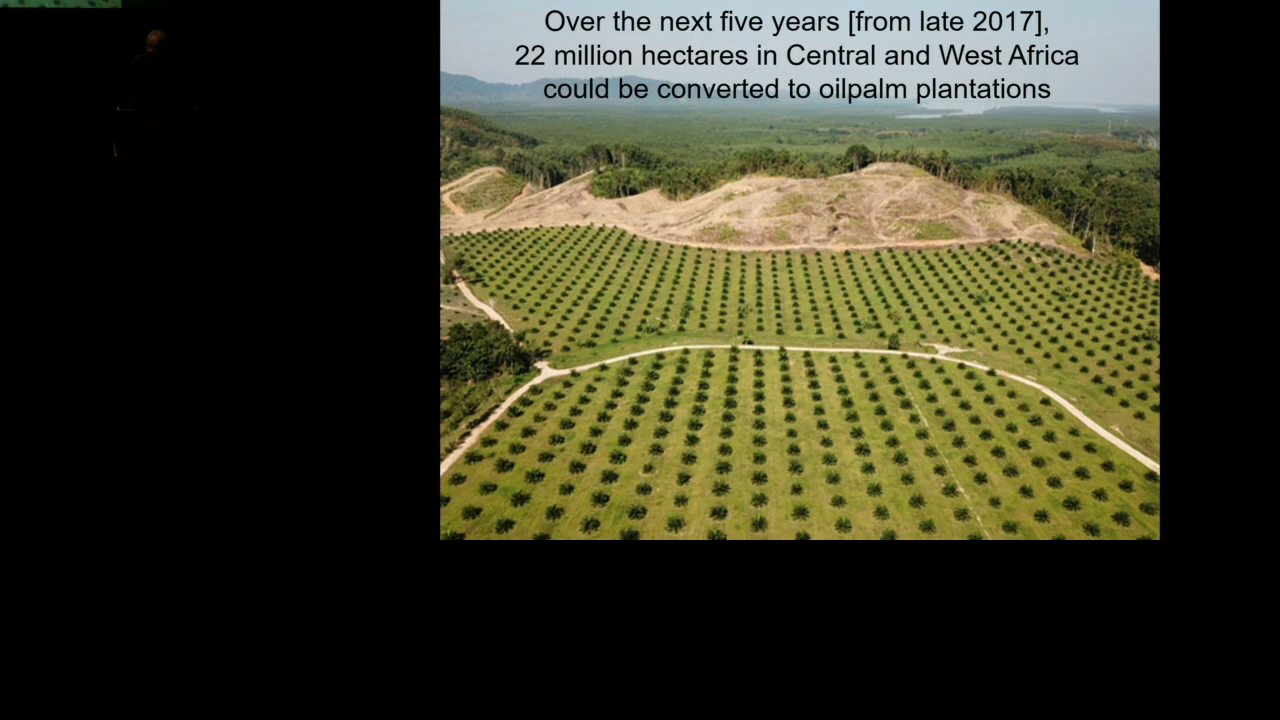 Over the next five years [from late 2017],
22 million hectares in Central and West Africa
could be converted to oilpalm plantations